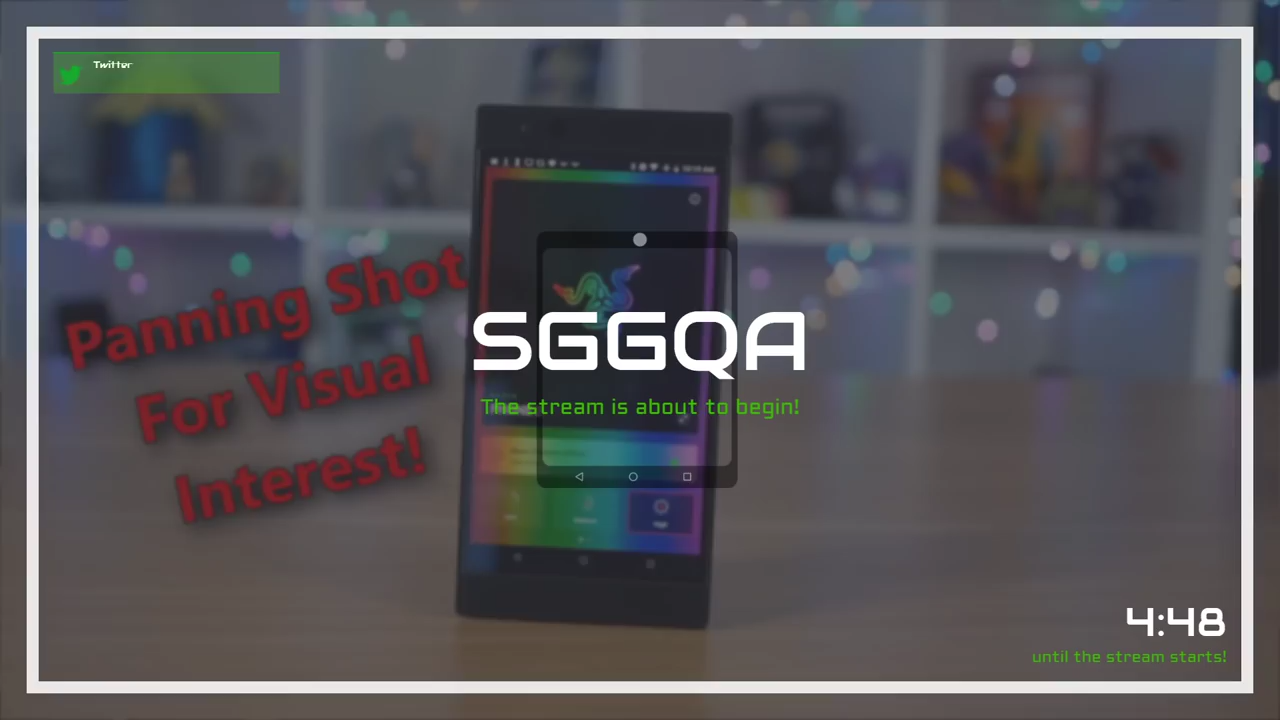 Twitter
Panning Shot
For Visual
Interest!
SGGQA
The stream is about to begin!
4:48
until the stream starts!